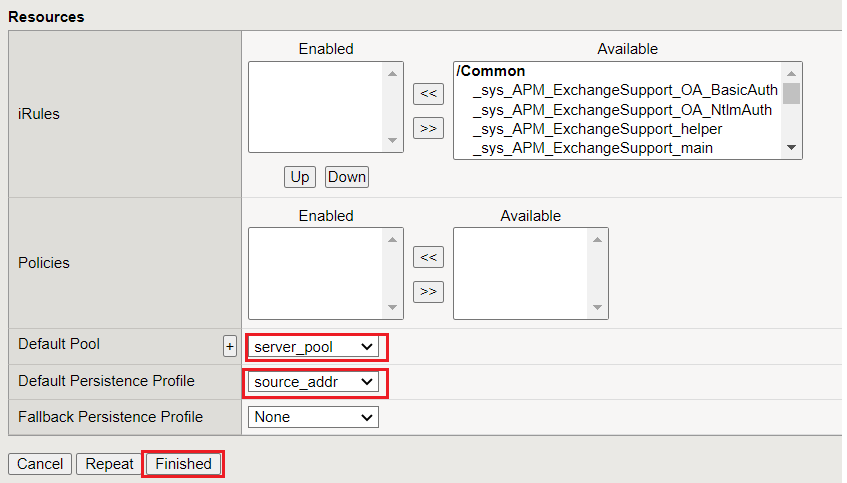 Resources
Enabled
Available
iRules
/Common
_sys_APM_ExchangeSupport_OA_BasicAuth
_sys_APM_ExchangeSupport_OA_NtlmAuth
_sys_APM_ExchangeSupport_helper
_sys_APM_ExchangeSupport_main
<<
>>
Up Down
Enabled
Available
Policies
<<
>>
Default Pool + server_pool
Default Persistence Profile source_addr
Fallback Persistence Profile None
Cancel Repeat Finished